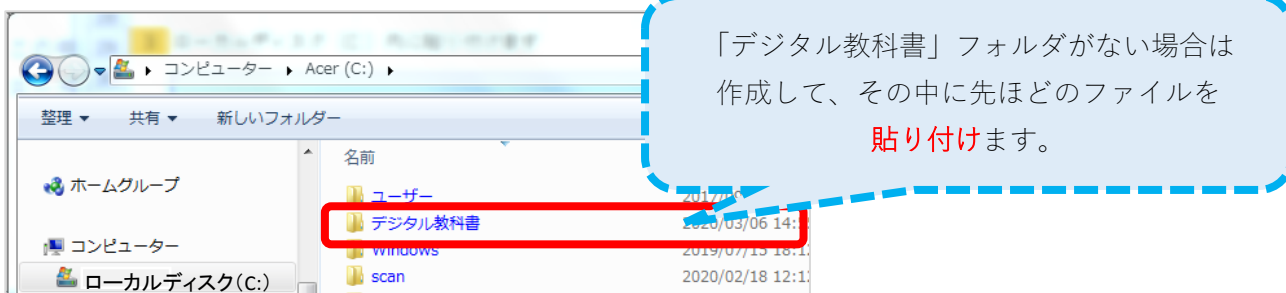 「デジタル教科書」フォルダがない場合は
作成して、その中に先ほどのファイルを
貼り付けます。
コンピューター ▸ Acer (C:) ▸
整理 ▼ 共有 ▼ 新しいフォルダー
名前
ホームグループ
ユーザー
デジタル教科書 2020/03/06 14:5
コンピューター
Windows 2019/07/15 18:1
ローカルディスク(C:)
scan 2020/02/18 12:1